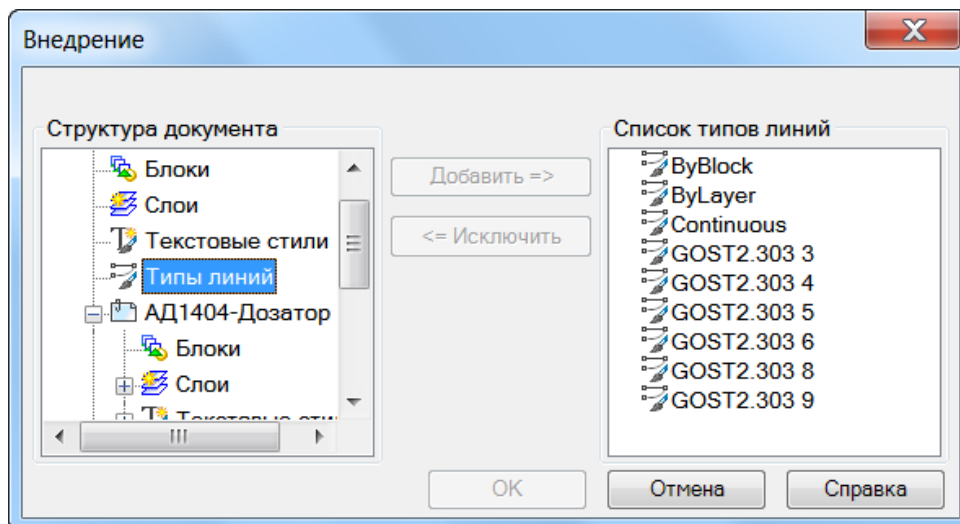 Внедрение
Структура документа
Блоки
Слои
Текстовые стили
Типы линий
АД1404-Дозатор
Блоки
Слои
Добавить =>
<= Исключить
Список типов линий
ByBlock
ByLayer
Continuous
GOST2.303 3
GOST2.303 4
GOST2.303 5
GOST2.303 6
GOST2.303 8
GOST2.303 9
OK
Отмена
Справка